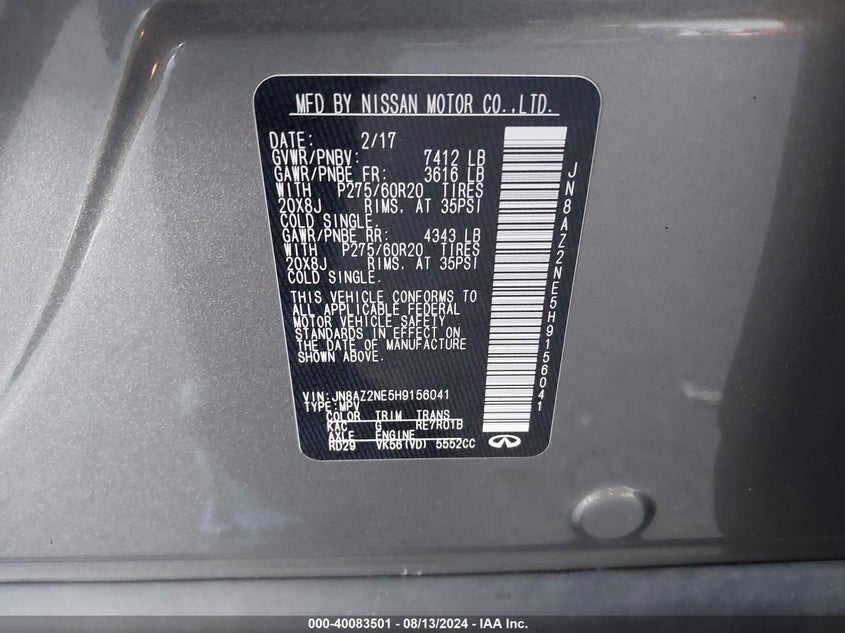 MFD BY NISSAN MOTOR CO.,LTD.
DATE: 2/17
GVWR/PNBV: 7412 LB
GAWR/PNBE FR: 3616 LB
WITH P275/60R20 TIRES
20X8J RIMS, AT 35PSI
COLD SINGLE.
GAWR/PNBE RR: 4343 LB
WITH P275/60R20 TIRES
20X8J RIMS, AT 35PSI
COLD SINGLE.
THIS VEHICLE CONFORMS TO
ALL APPLICABLE FEDERAL
MOTOR VEHICLE SAFETY
STANDARDS IN EFFECT ON
THE DATE OF MANUFACTURE
SHOWN ABOVE.
VIN:JN8AZ2NE5H9156041
TYPE:MPV
COLOR TRIM TRANS
KAC G RE7R01B
AXLE ENGINE
RD29 VK56(VD) 5552CC
JN8AZ2NE5H9156041
000-40083501 - 08/13/2024 - IAA Inc.